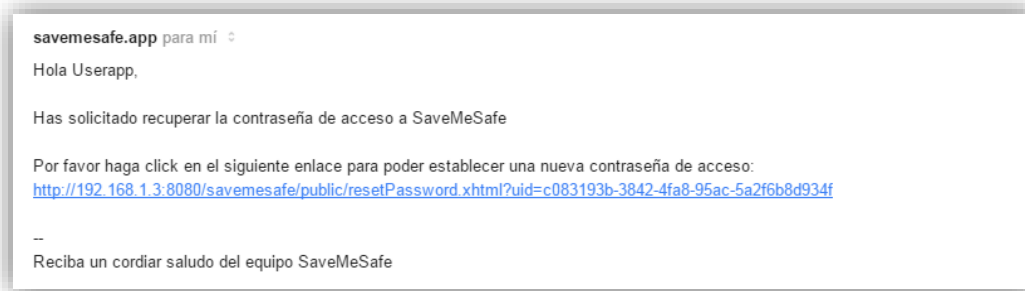 savemesafe.app para mí
Hola Userapp,
Has solicitado recuperar la contraseña de acceso a SaveMeSafe
Por favor haga click en el siguiente enlace para poder establecer una nueva contraseña de acceso:
http://192.168.1.3:8080/savemesafe/public/resetPassword.xhtml?uid=c083193b-3842-4fa8-95ac-5a2f6b8d934f
--
Reciba un cordiar saludo del equipo SaveMeSafe